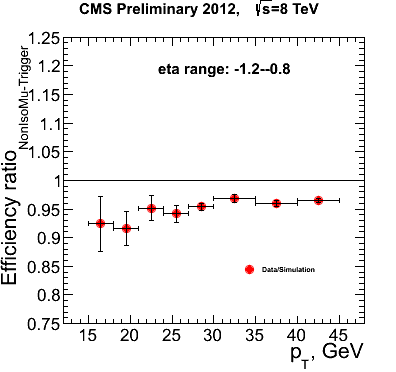 CMS Preliminary 2012, √s=8 TeV
eta range: -1.2--0.8
Efficiency ratio NonIsoMu-Trigger
1.25
1.2
1.15
1.1
1.05
1
0.95
0.9
0.85
0.8
0.75
Data/Simulation
15 20 25 30 35 40 45
p_T, GeV